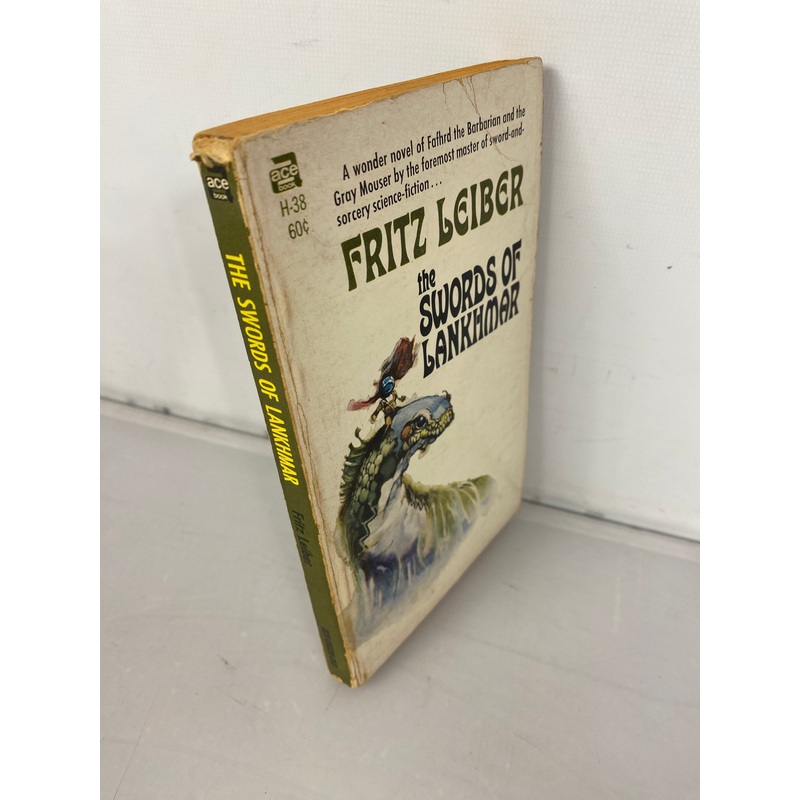 ace
BOOK
H-38
60¢
A wonder novel of Fafhrd the Barbarian and the
Gray Mouser by the foremost master of sword-and-
sorcery science-fiction...
FRITZ LEIBER
the
SWORDS OF
LANKHMAR
ace
BOOK
THE SWORDS OF LANKHMAR
Fritz Leiber